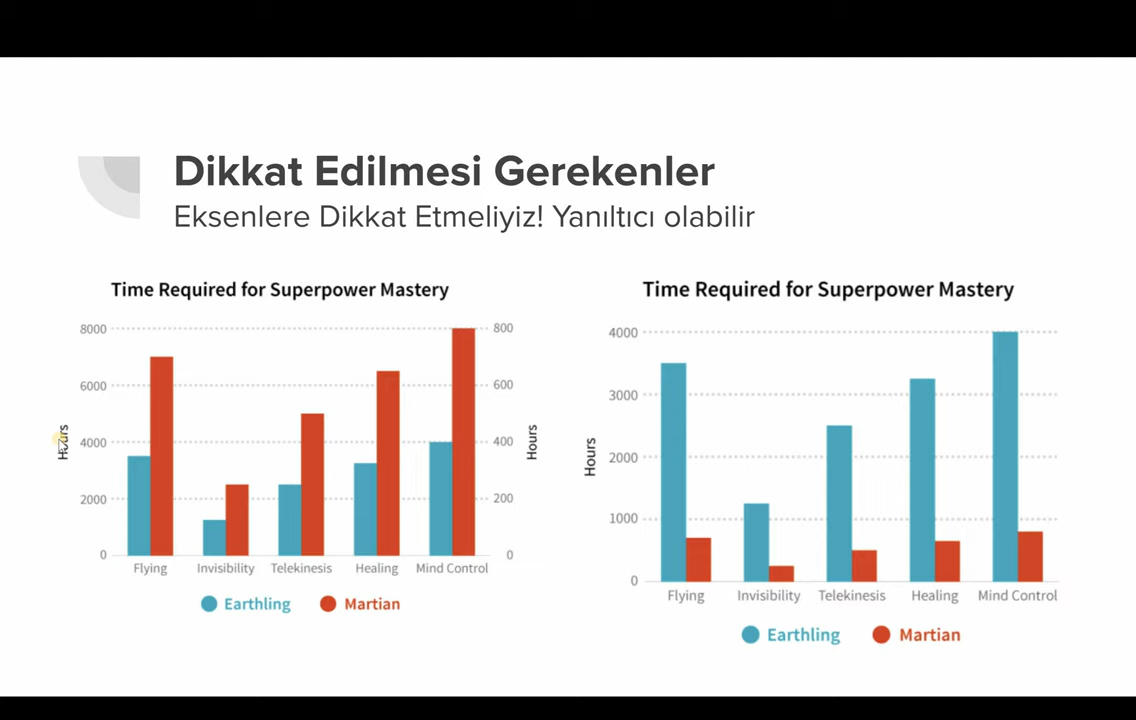 Dikkat Edilmesi Gerekenler
Eksenlere Dikkat Etmeliyiz! Yanıltıcı olabilir
Time Required for Superpower Mastery
8000
6000
4000
2000
0
Hours
800
600
400
200
0
Hours
Flying Invisibility Telekinesis Healing Mind Control
Earthling Martian
Time Required for Superpower Mastery
4000
3000
2000
1000
0
Hours
Flying Invisibility Telekinesis Healing Mind Control
Earthling Martian